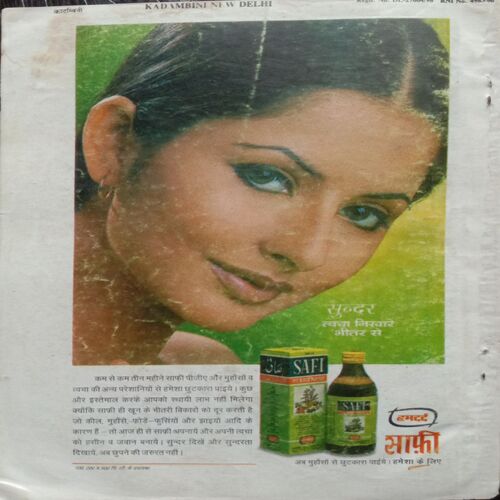 कादम्बिनी
KADAMBINI NEW DELHI
सुन्दर
त्वचा निखारे
भीतर से
SAFI
SAFI
हमदर्द
साफ़ी
कम से कम तीन महीने साफी पीजीए और मुहाँसों व
त्वचा की अन्य परेशानियों से हमेशा छुटकारा पाइये। कुछ
और इस्तेमाल करके आपको स्थायी लाभ नहीं मिलेगा
क्योंकि साफी ही खून के भीतरी विकारों को दूर करती है
जो कील, मुहाँसों, फोड़े-फुंसियों और झाइयों आदि के
कारण हैं – तो आज ही से साफी अपनायें और अपनी त्वचा
को हसीन व जवान बनायें। सुन्दर दिखें और सुन्दरता
दिखायें, अब छुपने की जरूरत नहीं।
अब मुहाँसों से छुटकारा पाईये। हमेशा के लिए